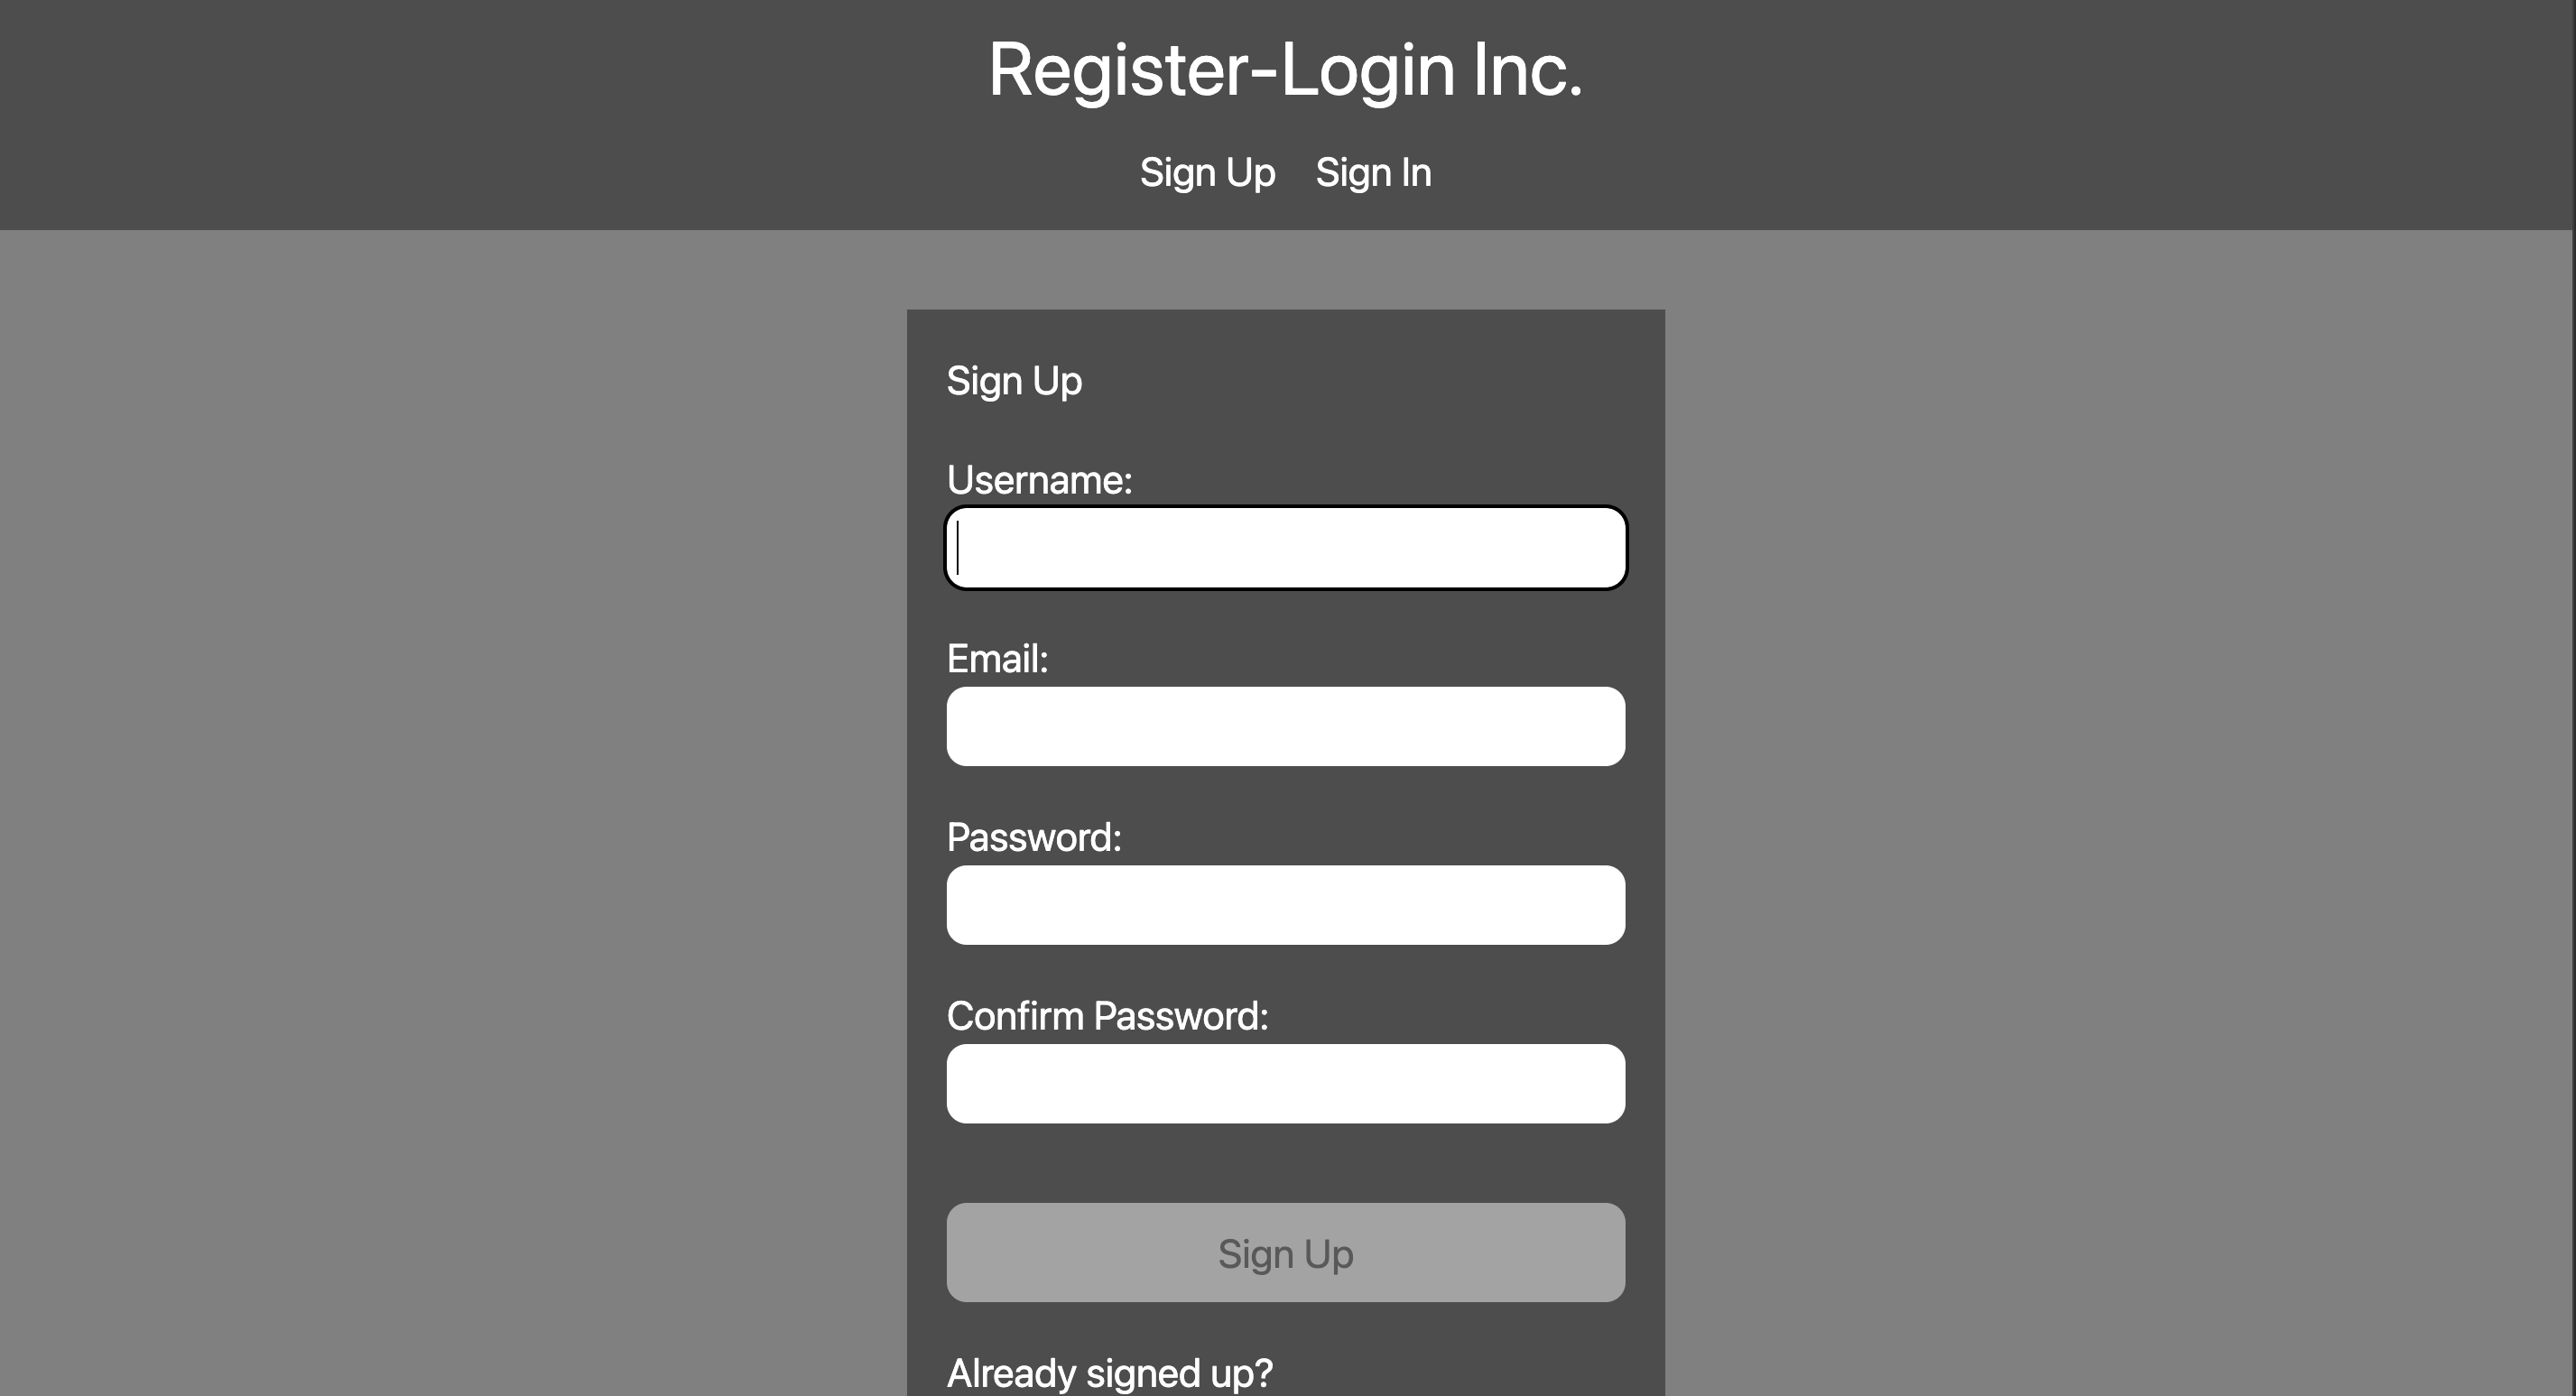 Register-Login Inc.
Sign Up Sign In
Sign Up
Username:
Email:
Password:
Confirm Password:
Sign Up
Already signed up?